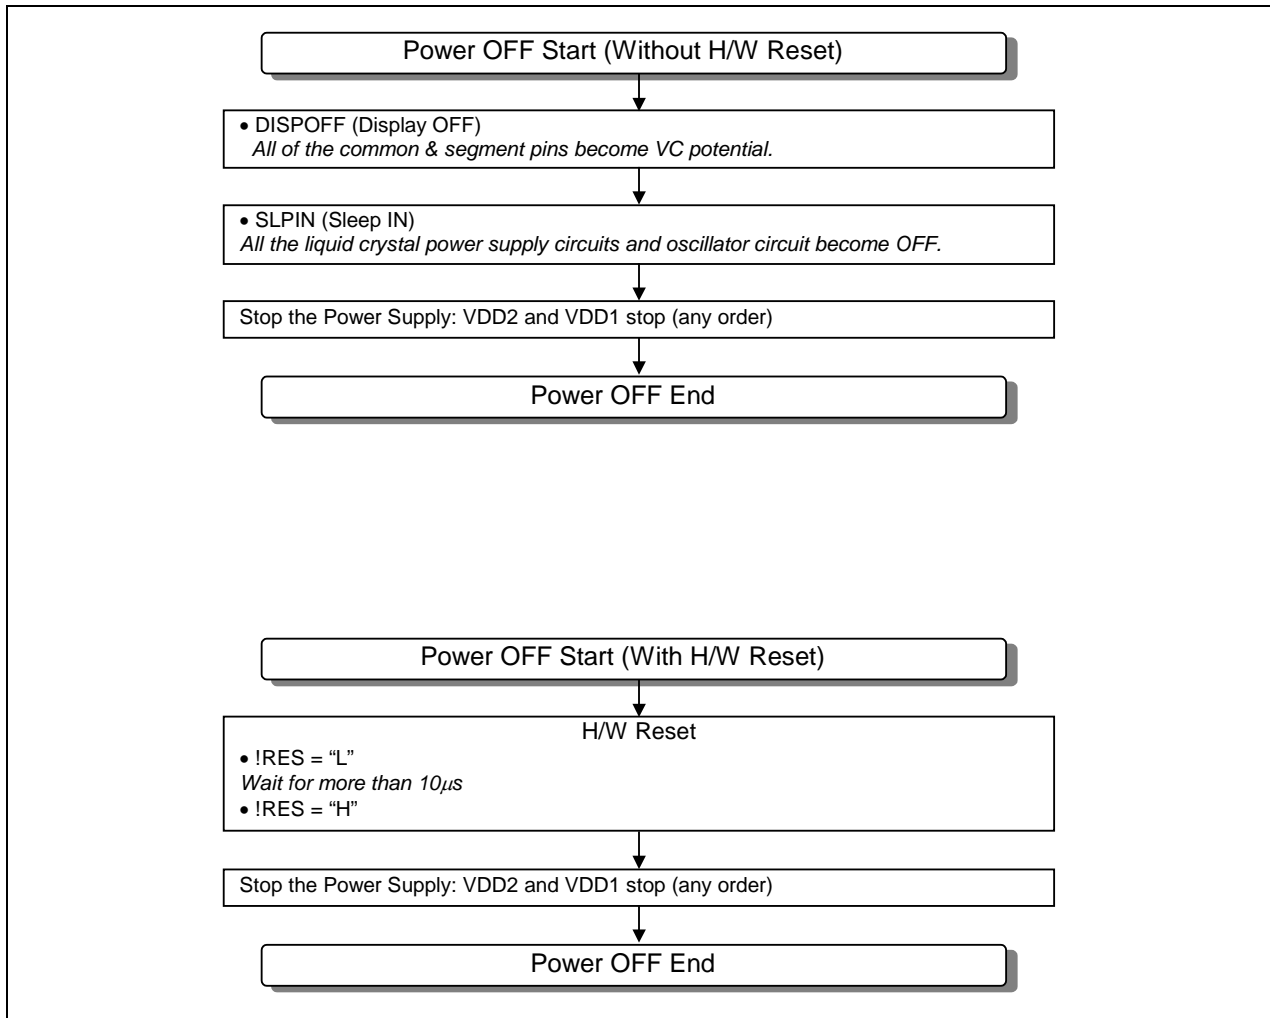 Power OFF Start (Without H/W Reset)
• DISPOFF (Display OFF)
All of the common & segment pins become VC potential.
• SLPIN (Sleep IN)
All the liquid crystal power supply circuits and oscillator circuit become OFF.
Stop the Power Supply: VDD2 and VDD1 stop (any order)
Power OFF End
Power OFF Start (With H/W Reset)
H/W Reset
• !RES = “L”
Wait for more than 10μs
• !RES = “H”
Stop the Power Supply: VDD2 and VDD1 stop (any order)
Power OFF End